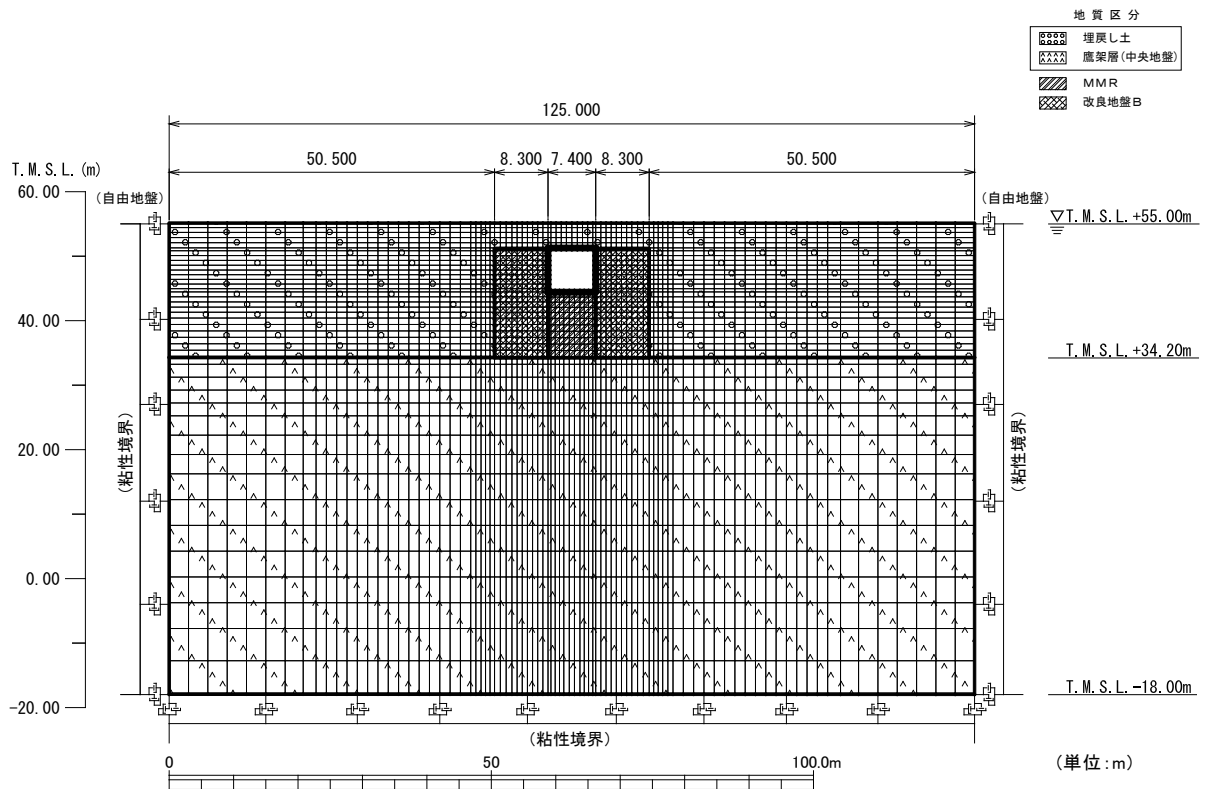 地質区分
埋戻し土
鷹架層(中央地盤)
MMR
改良地盤B
125.000
50.500
8.300
7.400
8.300
50.500
T.M.S.L.(m)
60.00
40.00
20.00
0.00
-20.00
(自由地盤)
(自由地盤)
▽T.M.S.L.+55.00m
T.M.S.L.+34.20m
T.M.S.L.-18.00m
(粘性境界)
(粘性境界)
(粘性境界)
0
50
100.0m
(単位:m)